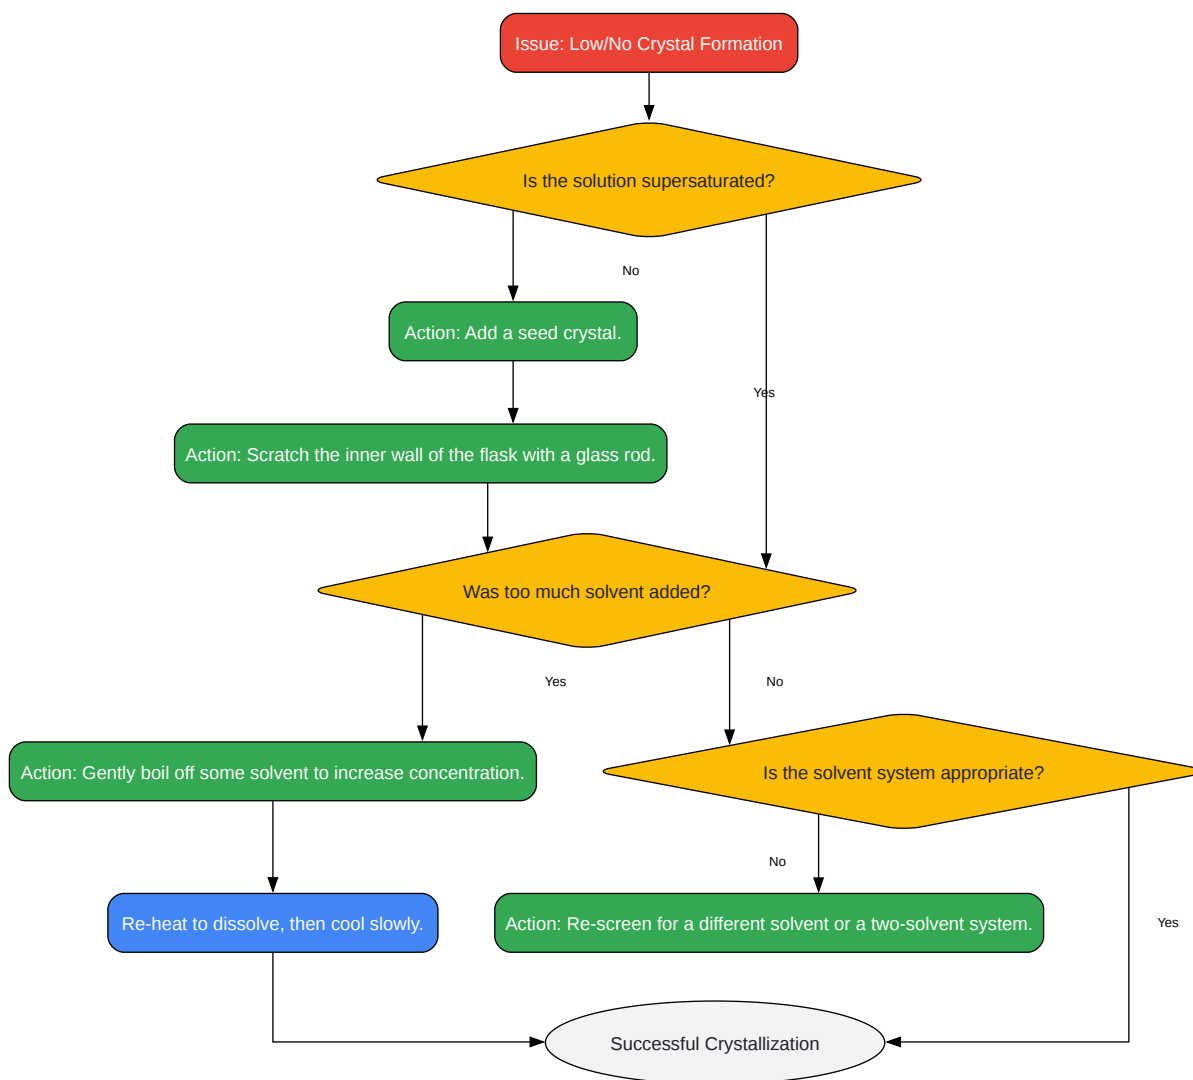 Issue: Low/No Crystal Formation
Is the solution supersaturated?
No
Action: Add a seed crystal.
Yes
Action: Scratch the inner wall of the flask with a glass rod.
Was too much solvent added?
Yes
No
Action: Gently boil off some solvent to increase concentration.
Is the solvent system appropriate?
No
Re-heat to dissolve, then cool slowly.
Action: Re-screen for a different solvent or a two-solvent system.
Yes
Successful Crystallization